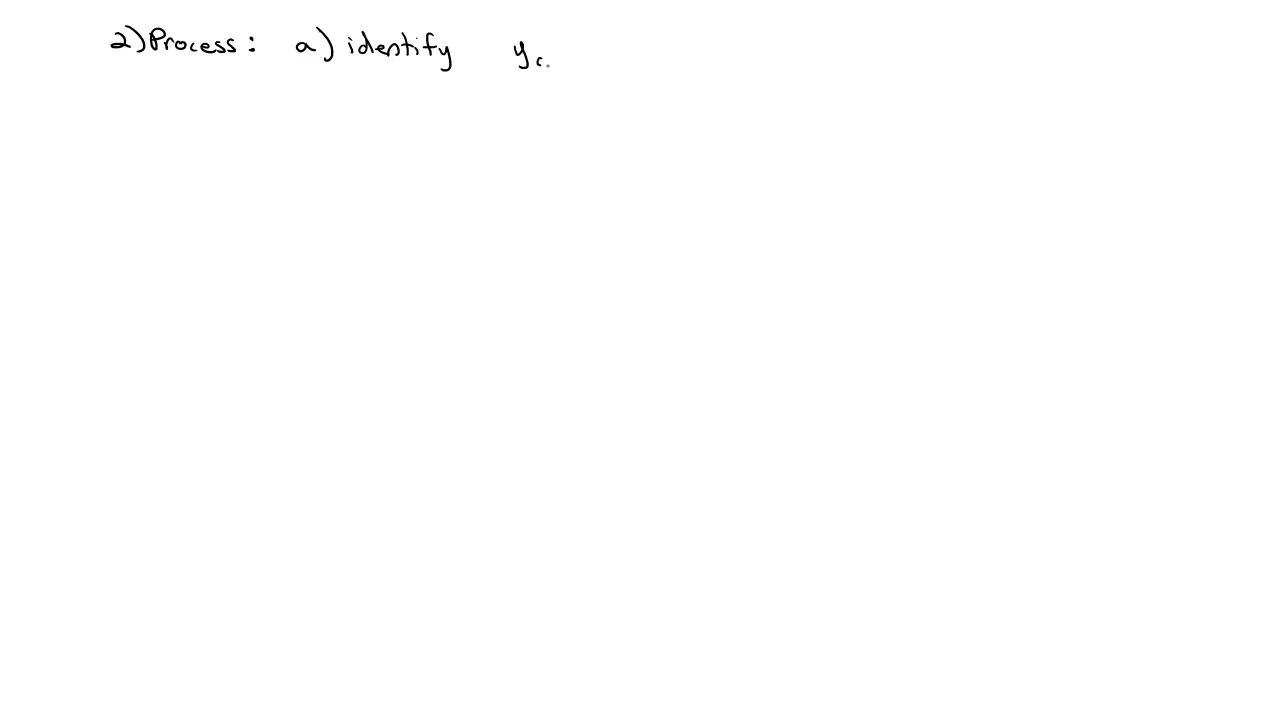 2) Process: a) identify y_c